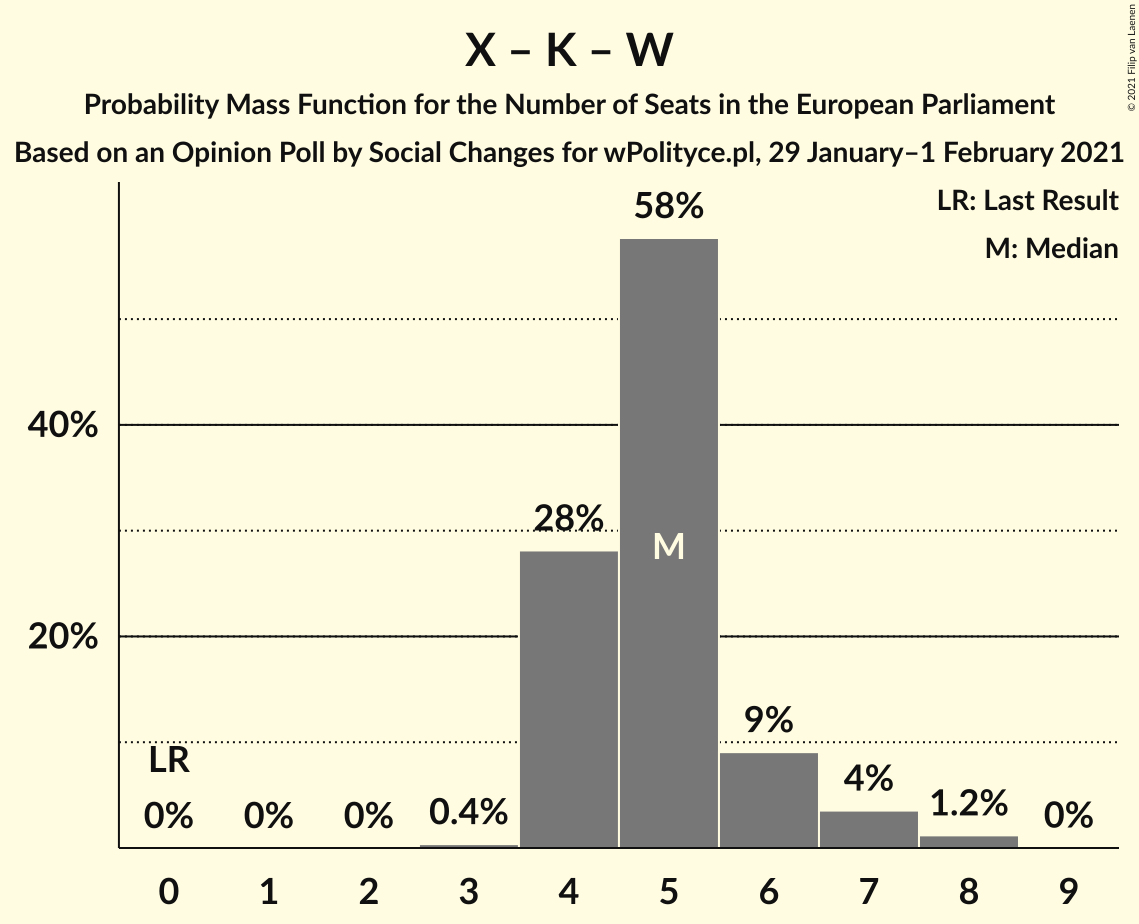 X – K – W
Probability Mass Function for the Number of Seats in the European Parliament
Based on an Opinion Poll by Social Changes for wPolityce.pl, 29 January–1 February 2021
© 2021 Filip van Laenen
LR: Last Result
M: Median
58%
40%
28%
M
20%
9%
LR
4%
0% 0% 0% 0.4% 1.2% 0%
0 1 2 3 4 5 6 7 8 9